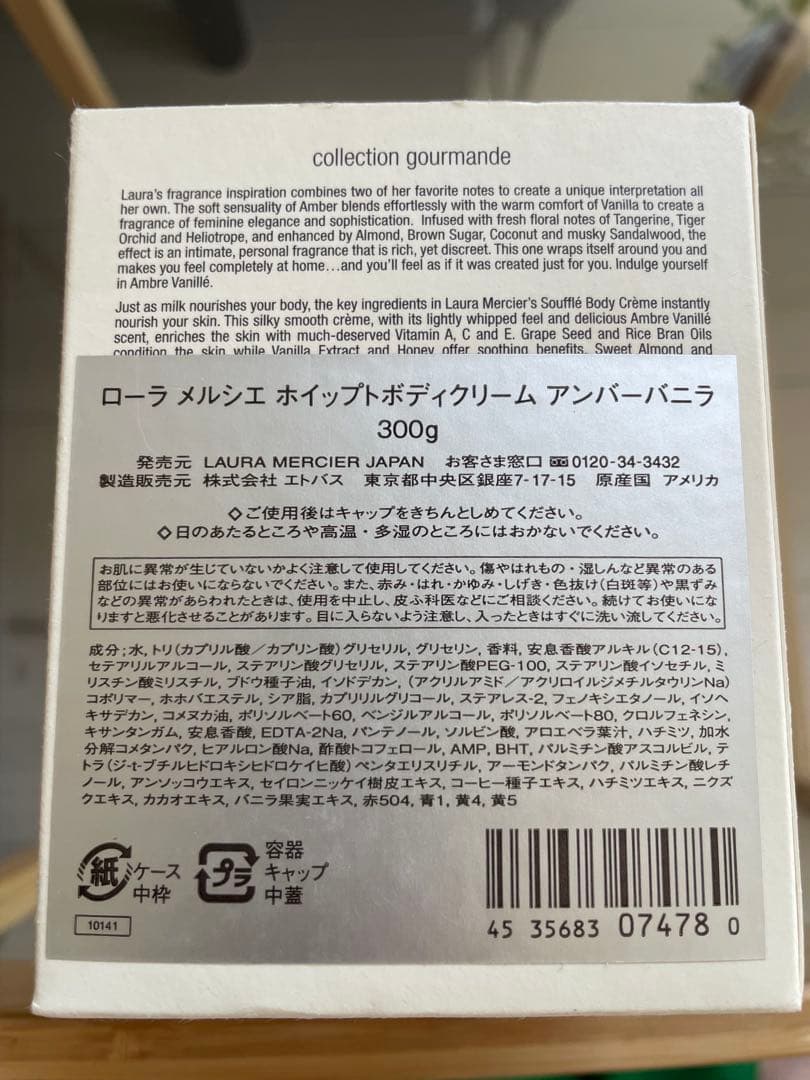 collection gourmande
Laura's fragrance inspiration combines two of her favorite notes to create a unique interpretation all
her own. The soft sensuality of Amber blends effortlessly with the warm comfort of Vanilla to create a
fragrance of feminine elegance and sophistication. Infused with fresh floral notes of Tangerine, Tiger
Orchid and Heliotrope, and enhanced by Almond, Brown Sugar, Coconut and musky Sandalwood, the
effect is an intimate, personal fragrance that is rich, yet discreet. This one wraps itself around you and
makes you feel completely at home…and you'll feel as if it was created just for you. Indulge yourself
in Ambre Vanillé.
Just as milk nourishes your body, the key ingredients in Laura Mercier's Soufflé Body Crème instantly
nourish your skin. This silky smooth crème, with its lightly whipped feel and delicious Ambre Vanillé
scent, enriches the skin with much-deserved Vitamin A, C and E. Grape Seed and Rice Bran Oils
condition the skin while Vanilla Extract and Honey offer soothing benefits. Sweet Almond and
ローラ メルシエ ホイップトボディクリーム アンバーバニラ
300g
発売元 LAURA MERCIER JAPAN お客さま窓口 0120-34-3432
製造販売元 株式会社 エトバス 東京都中央区銀座7-17-15 原産国 アメリカ
◇ご使用後はキャップをきちんとしめてください。
◇日のあたるところや高温・多湿のところにはおかないでください。
お肌に異常が生じていないかよく注意して使用してください。傷やはれもの・湿しんなど異常のある
部位にはお使いにならないでください。また、赤み・はれ・かゆみ・しげき・色抜け(白斑等)や黒ずみ
などの異常があらわれたときは、使用を中止し、皮ふ科医などにご相談ください。続けてお使いにな
りますと悪化させることがあります。目に入らないよう注意し、入ったときはすぐに洗い流してください。
成分;水, トリ(カプリル酸/カプリン酸)グリセリル, グリセリン, 香料, 安息香酸アルキル(C12-15),
セテアリルアルコール, ステアリン酸グリセリル, ステアリン酸PEG-100, ステアリン酸イソセチル, ミ
リスチン酸ミリスチル, ブドウ種子油, イソドデカン, (アクリルアミド/アクリロイルジメチルタウリンNa)
コポリマー, ホホバエステル, シア脂, カプリリルグリコール, ステアレス-2, フェノキシエタノール, イソヘ
キサデカン, コメヌカ油, ポリソルベート60, ベンジルアルコール, ポリソルベート80, クロルフェネシン,
キサンタンガム, 安息香酸, EDTA-2Na, パンテノール, ソルビン酸, アロエベラ葉汁, ハチミツ, 加水
分解コメタンパク, ヒアルロン酸Na, 酢酸トコフェロール, AMP, BHT, パルミチン酸アスコルビル, テ
トラ(ジ-t-ブチルヒドロキシヒドロケイヒ酸)ペンタエリスリチル, アーモンドタンパク, パルミチン酸レチ
ノール, アンソッコウエキス, セイロンニッケイ樹皮エキス, コーヒー種子エキス, ハチミツエキス, ニクズ
クエキス, カカオエキス, バニラ果実エキス, 赤504, 青1, 黄4, 黄5
紙 ケース
中枠
プラ 容器
キャップ
中蓋
10141
45 35683 07478 0